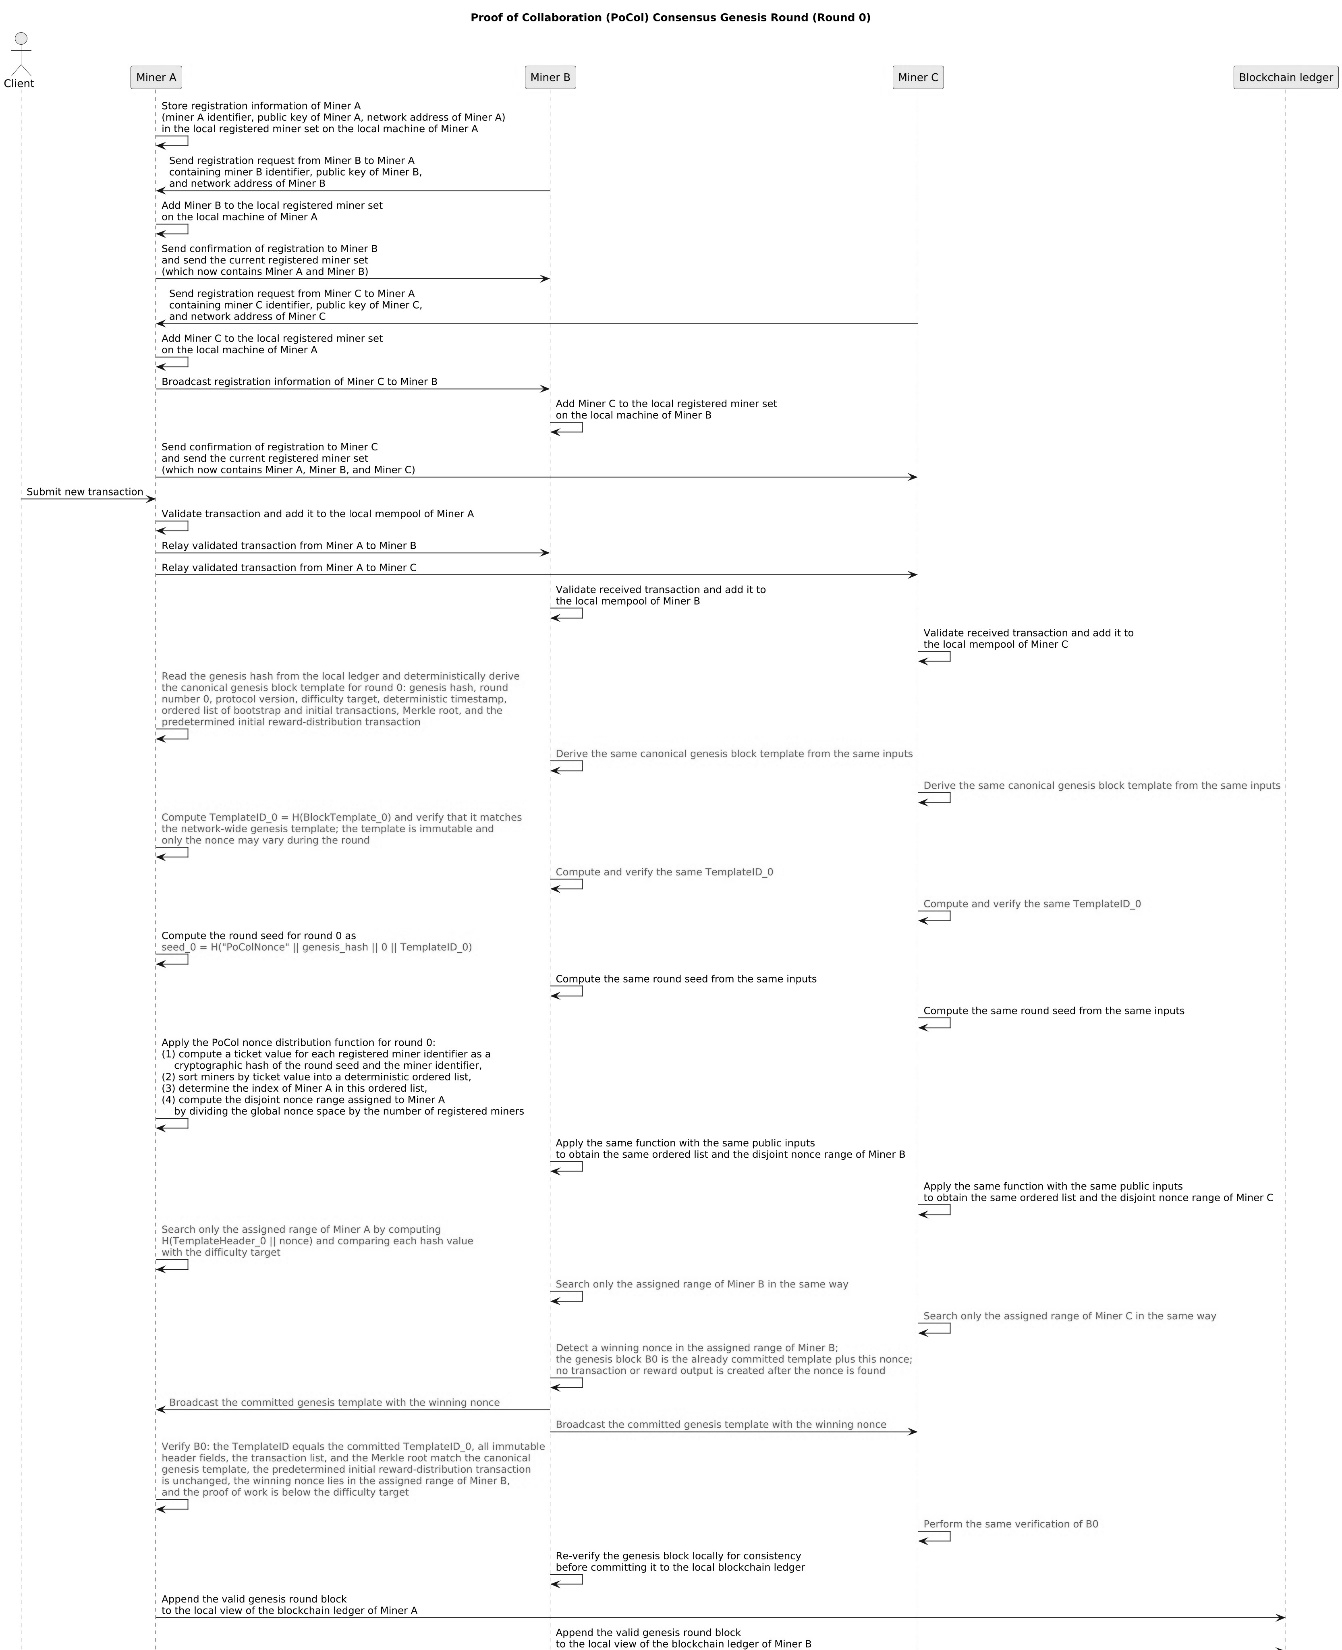 Proof of Collaboration (PoCol) Consensus Genesis Round (Round 0)
Client
Miner A
Miner B
Miner C
Blockchain ledger
Store registration information of Miner A
(miner A identifier, public key of Miner A, network address of Miner A)
in the local registered miner set on the local machine of Miner A
Send registration request from Miner B to Miner A
containing miner B identifier, public key of Miner B,
and network address of Miner B
Add Miner B to the local registered miner set
on the local machine of Miner A
Send confirmation of registration to Miner B
and send the current registered miner set
(which now contains Miner A and Miner B)
Send registration request from Miner C to Miner A
containing miner C identifier, public key of Miner C,
and network address of Miner C
Add Miner C to the local registered miner set
on the local machine of Miner A
Broadcast registration information of Miner C to Miner B
Add Miner C to the local registered miner set
on the local machine of Miner B
Send confirmation of registration to Miner C
and send the current registered miner set
(which now contains Miner A, Miner B, and Miner C)
Submit new transaction
Validate transaction and add it to the local mempool of Miner A
Relay validated transaction from Miner A to Miner B
Relay validated transaction from Miner A to Miner C
Validate received transaction and add it to
the local mempool of Miner B
Validate received transaction and add it to
the local mempool of Miner C
Read the genesis hash from the local ledger and deterministically derive
the canonical genesis block template for round 0: genesis hash, round
number 0, protocol version, difficulty target, deterministic timestamp,
ordered list of bootstrap and initial transactions, Merkle root, and the
predetermined initial reward-distribution transaction
Derive the same canonical genesis block template from the same inputs
Derive the same canonical genesis block template from the same inputs
Compute TemplateID_0 = H(BlockTemplate_0) and verify that it matches
the network-wide genesis template; the template is immutable and
only the nonce may vary during the round
Compute and verify the same TemplateID_0
Compute and verify the same TemplateID_0
Compute the round seed for round 0 as
seed_0 = H("PoColNonce" || genesis_hash || 0 || TemplateID_0)
Compute the same round seed from the same inputs
Compute the same round seed from the same inputs
Apply the PoCol nonce distribution function for round 0:
(1) compute a ticket value for each registered miner identifier as a
cryptographic hash of the round seed and the miner identifier,
(2) sort miners by ticket value into a deterministic ordered list,
(3) determine the index of Miner A in this ordered list,
(4) compute the disjoint nonce range assigned to Miner A
by dividing the global nonce space by the number of registered miners
Apply the same function with the same public inputs
to obtain the same ordered list and the disjoint nonce range of Miner B
Apply the same function with the same public inputs
to obtain the same ordered list and the disjoint nonce range of Miner C
Search only the assigned range of Miner A by computing
H(TemplateHeader_0 || nonce) and comparing each hash value
with the difficulty target
Search only the assigned range of Miner B in the same way
Search only the assigned range of Miner C in the same way
Detect a winning nonce in the assigned range of Miner B;
the genesis block B0 is the already committed template plus this nonce;
no transaction or reward output is created after the nonce is found
Broadcast the committed genesis template with the winning nonce
Broadcast the committed genesis template with the winning nonce
Verify B0: the TemplateID equals the committed TemplateID_0, all immutable
header fields, the transaction list, and the Merkle root match the canonical
genesis template, the predetermined initial reward-distribution transaction
is unchanged, the winning nonce lies in the assigned range of Miner B,
and the proof of work is below the difficulty target
Perform the same verification of B0
Re-verify the genesis block locally for consistency
before committing it to the local blockchain ledger
Append the valid genesis round block
to the local view of the blockchain ledger of Miner A
Append the valid genesis round block
to the local view of the blockchain ledger of Miner B